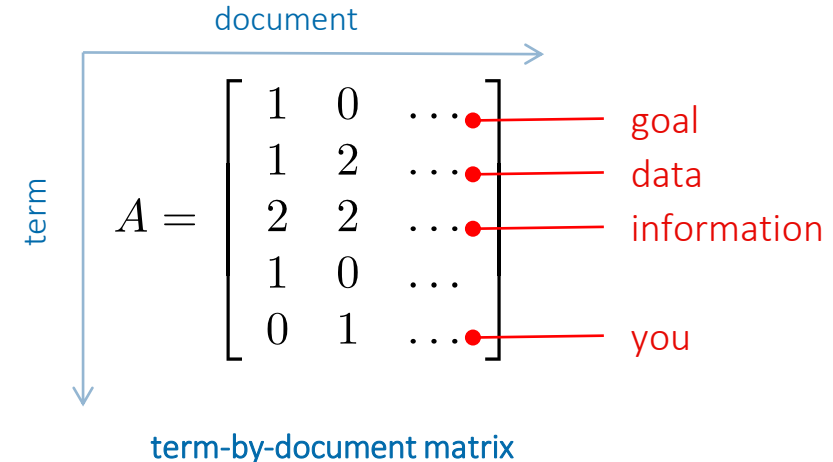 document
term
A =
1 0 ... goal
1 2 ... data
2 2 ... information
1 0 ...
0 1 ... you
term-by-document matrix